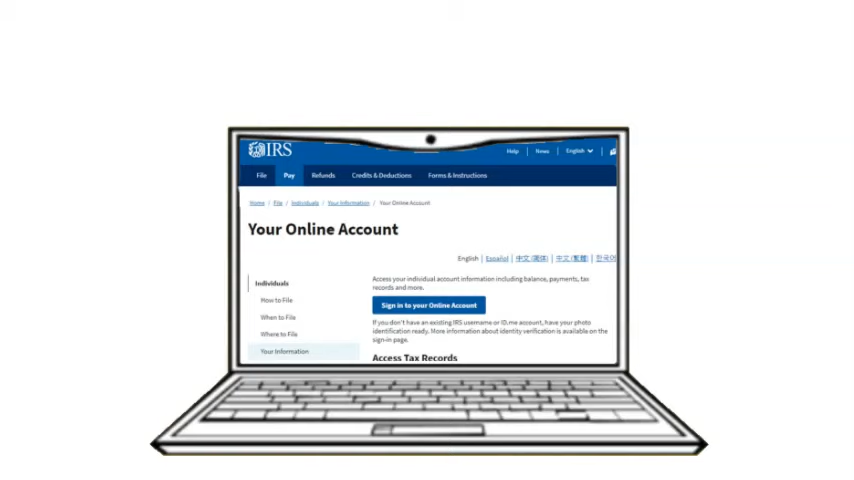 IRS
Help | News | English
File Pay Refunds Credits & Deductions Forms & Instructions
Home / File / Individuals / Your Information / Your Online Account
Your Online Account
English | Español | 中文 (简体) | 中文 (繁體) | 한국어
Individuals
How to File
When to File
Where to File
Your Information
Access your individual account information including balance, payments, tax
records and more.
Sign in to your Online Account
If you don't have an existing IRS username or ID.me account, have your photo
identification ready. More information about identity verification is available on the
sign-in page.
Access Tax Records